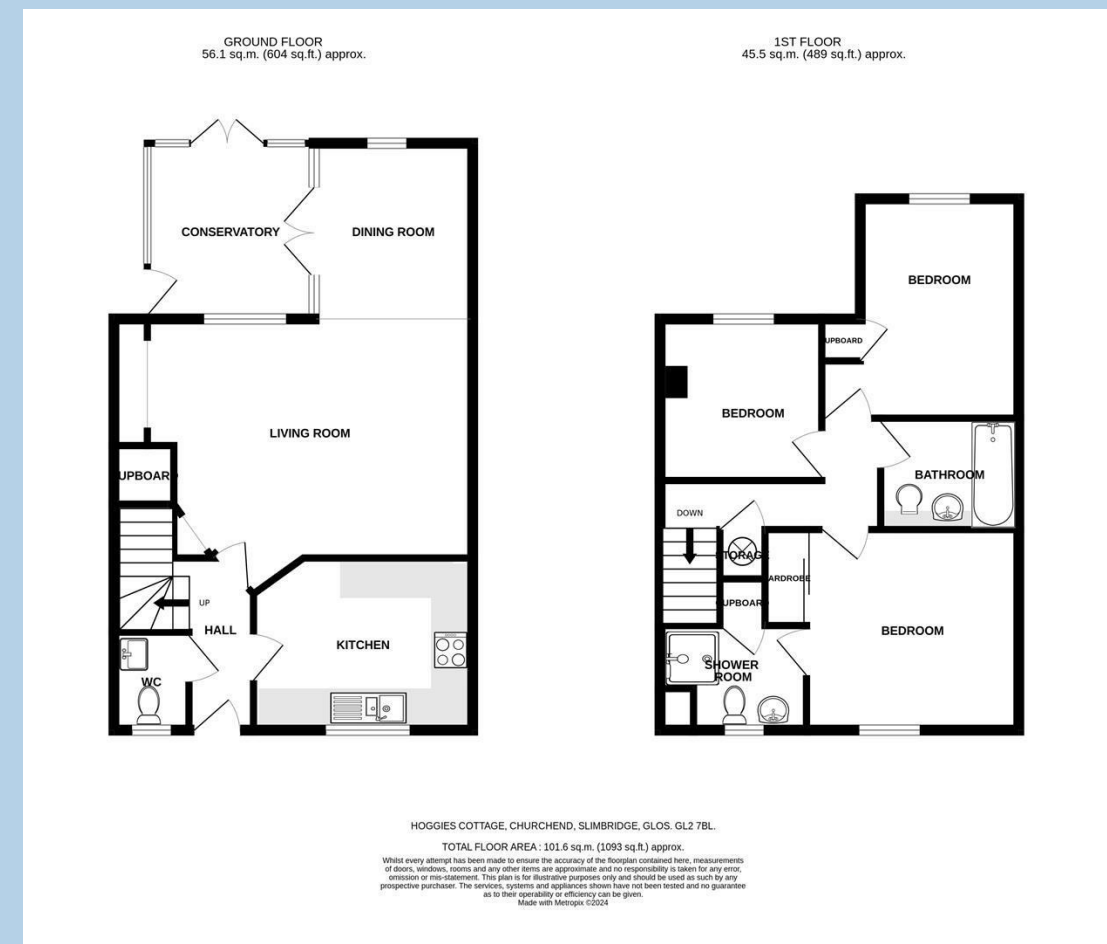 GROUND FLOOR
56.1 sq.m. (604 sq.ft.) approx.
1ST FLOOR
45.5 sq.m. (489 sq.ft.) approx.
CONSERVATORY
DINING ROOM
LIVING ROOM
UPBOARD
UP
HALL
KITCHEN
WC
BEDROOM
UPBOARD
BEDROOM
BATHROOM
DOWN
STORAGE
ARDROBE
CUPBOARD
BEDROOM
SHOWER
ROOM
HOGGIES COTTAGE, CHURCHEND, SLIMBRIDGE, GLOS. GL2 7BL.
TOTAL FLOOR AREA : 101.6 sq.m. (1093 sq.ft.) approx.
Whilst every attempt has been made to ensure the accuracy of the floorplan contained here, measurements
of doors, windows, rooms and any other items are approximate and no responsibility is taken for any error,
omission or mis-statement. This plan is for illustrative purposes only and should be used as such by any
prospective purchaser. The services, systems and appliances shown have not been tested and no guarantee
as to their operability or efficiency can be given.
Made with Metropix ©2024